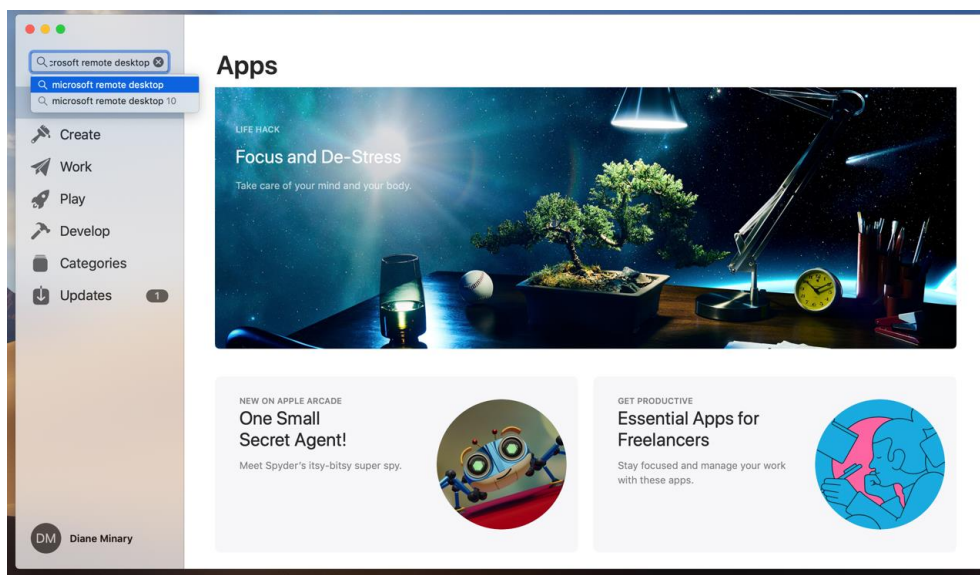 crosoft remote desktop
microsoft remote desktop
microsoft remote desktop 10
Create
Work
Play
Develop
Categories
Updates 1
DM Diane Minary
Apps
LIFE HACK
Focus and De-Stress
Take care of your mind and your body.
NEW ON APPLE ARCADE
One Small
Secret Agent!
Meet Spyder's itsy-bitsy super spy.
GET PRODUCTIVE
Essential Apps for
Freelancers
Stay focused and manage your work
with these apps.